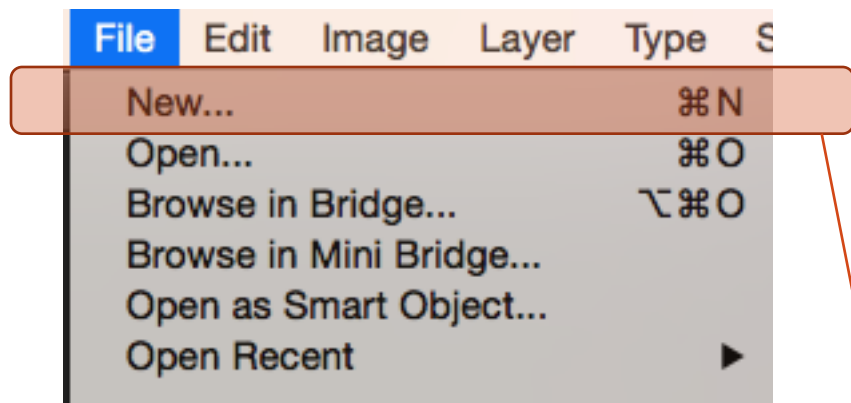 File Edit Image Layer Type S
New... ⌘N
Open... ⌘O
Browse in Bridge... ⌥⌘O
Browse in Mini Bridge...
Open as Smart Object...
Open Recent ▶